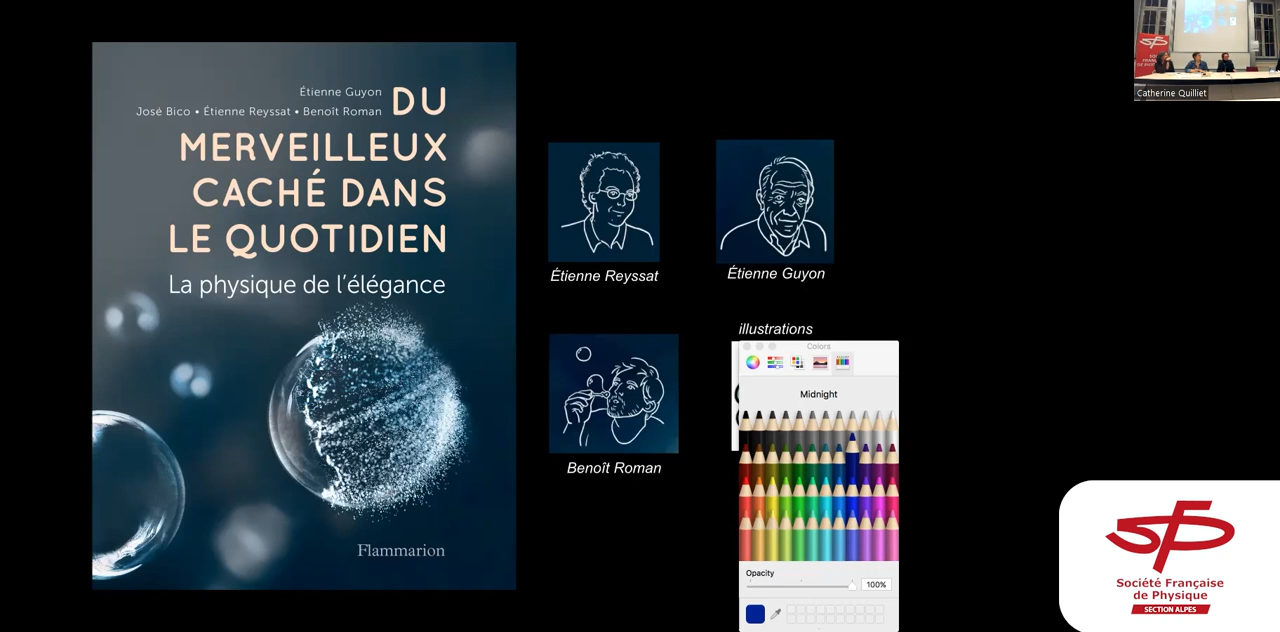 Étienne Guyon
José Bico • Étienne Reyssat • Benoît Roman
DU
MERVEILLEUX
CACHÉ DANS
LE QUOTIDIEN
La physique de l'élégance
Flammarion
Étienne Reyssat
Étienne Guyon
Benoît Roman
illustrations
Colors
Midnight
Opacity
100%
Catherine Quilliet
sfp
Société Française
de Physique
SECTION ALPES